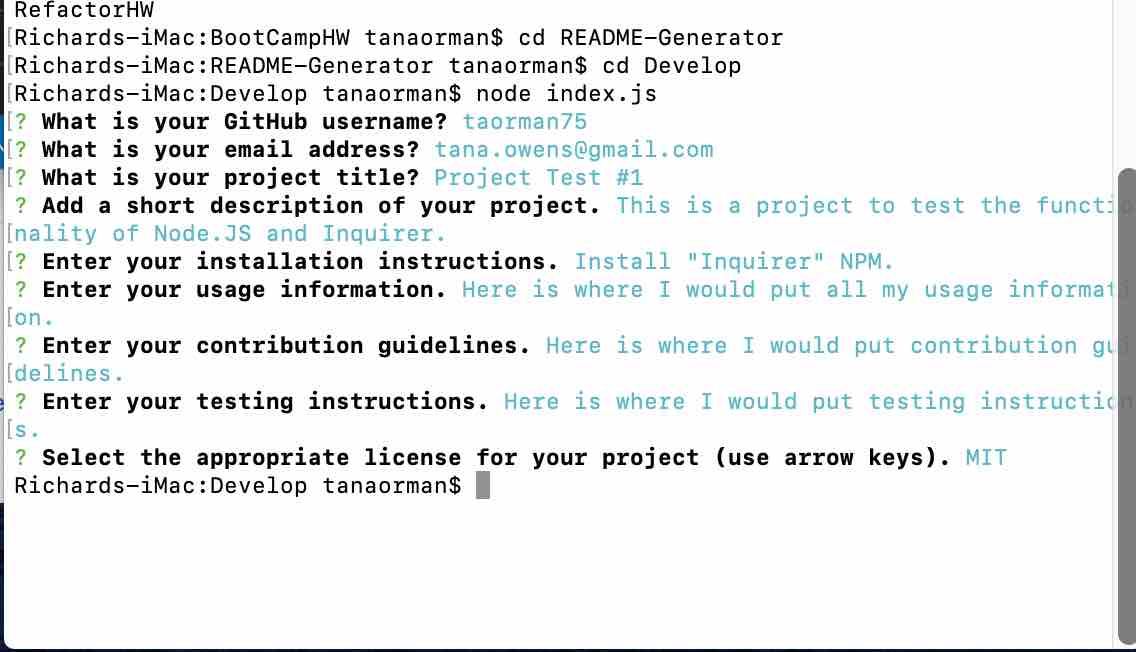 RefactorHW
[Richards-iMac:BootCampHW tanaorman$ cd README-Generator
[Richards-iMac:README-Generator tanaorman$ cd Develop
[Richards-iMac:Develop tanaorman$ node index.js
[? What is your GitHub username? taorman75
[? What is your email address? tana.owens@gmail.com
[? What is your project title? Project Test #1
? Add a short description of your project. This is a project to test the functio
[nality of Node.JS and Inquirer.
[? Enter your installation instructions. Install "Inquirer" NPM.
? Enter your usage information. Here is where I would put all my usage informati
[on.
? Enter your contribution guidelines. Here is where I would put contribution gui
[delines.
? Enter your testing instructions. Here is where I would put testing instruction
[s.
? Select the appropriate license for your project (use arrow keys). MIT
Richards-iMac:Develop tanaorman$